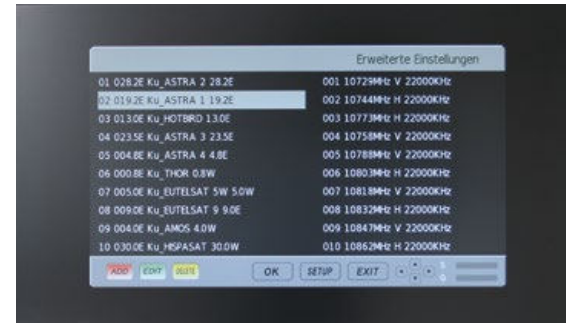 Erweiterte Einstellungen
01 028.2E Ku_ASTRA 2 28.2E
001 10729MHz V 22000KHz
02 019.2E Ku_ASTRA 1 19.2E
002 10744MHz H 22000KHz
03 013.0E Ku_HOTBIRD 13.0E
003 10773MHz H 22000KHz
04 023.5E Ku_ASTRA 3 23.5E
004 10758MHz V 22000KHz
05 004.8E Ku_ASTRA 4 4.8E
005 10788MHz V 22000KHz
06 000.8E Ku_THOR 0.8W
006 10803MHz H 22000KHz
07 005.0E Ku_EUTELSAT 5W 5.0W
007 10818MHz V 22000KHz
08 009.0E Ku_EUTELSAT 9 9.0E
008 10832MHz H 22000KHz
09 004.0E Ku_AMOS 4.0W
009 10847MHz V 22000KHz
10 030.0E Ku_HISPASAT 30.0W
010 10862MHz H 22000KHz
ADD EDIT DELETE OK SETUP EXIT